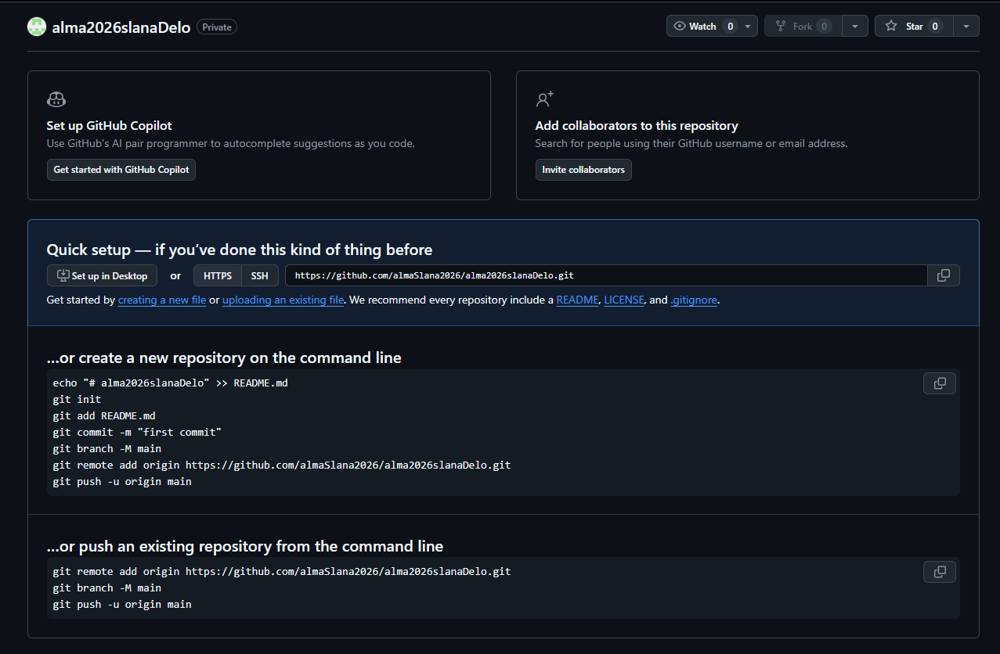 alma2026slanaDelo Private
Watch 0
Fork 0
Star 0
Set up GitHub Copilot
Use GitHub's AI pair programmer to autocomplete suggestions as you code.
Get started with GitHub Copilot
Add collaborators to this repository
Search for people using their GitHub username or email address.
Invite collaborators
Quick setup — if you've done this kind of thing before
Set up in Desktop or HTTPS SSH https://github.com/almaSlana2026/alma2026slanaDelo.git
Get started by creating a new file or uploading an existing file. We recommend every repository include a README, LICENSE, and .gitignore.
…or create a new repository on the command line
echo "# alma2026slanaDelo" >> README.md
git init
git add README.md
git commit -m "first commit"
git branch -M main
git remote add origin https://github.com/almaSlana2026/alma2026slanaDelo.git
git push -u origin main
…or push an existing repository from the command line
git remote add origin https://github.com/almaSlana2026/alma2026slanaDelo.git
git branch -M main
git push -u origin main